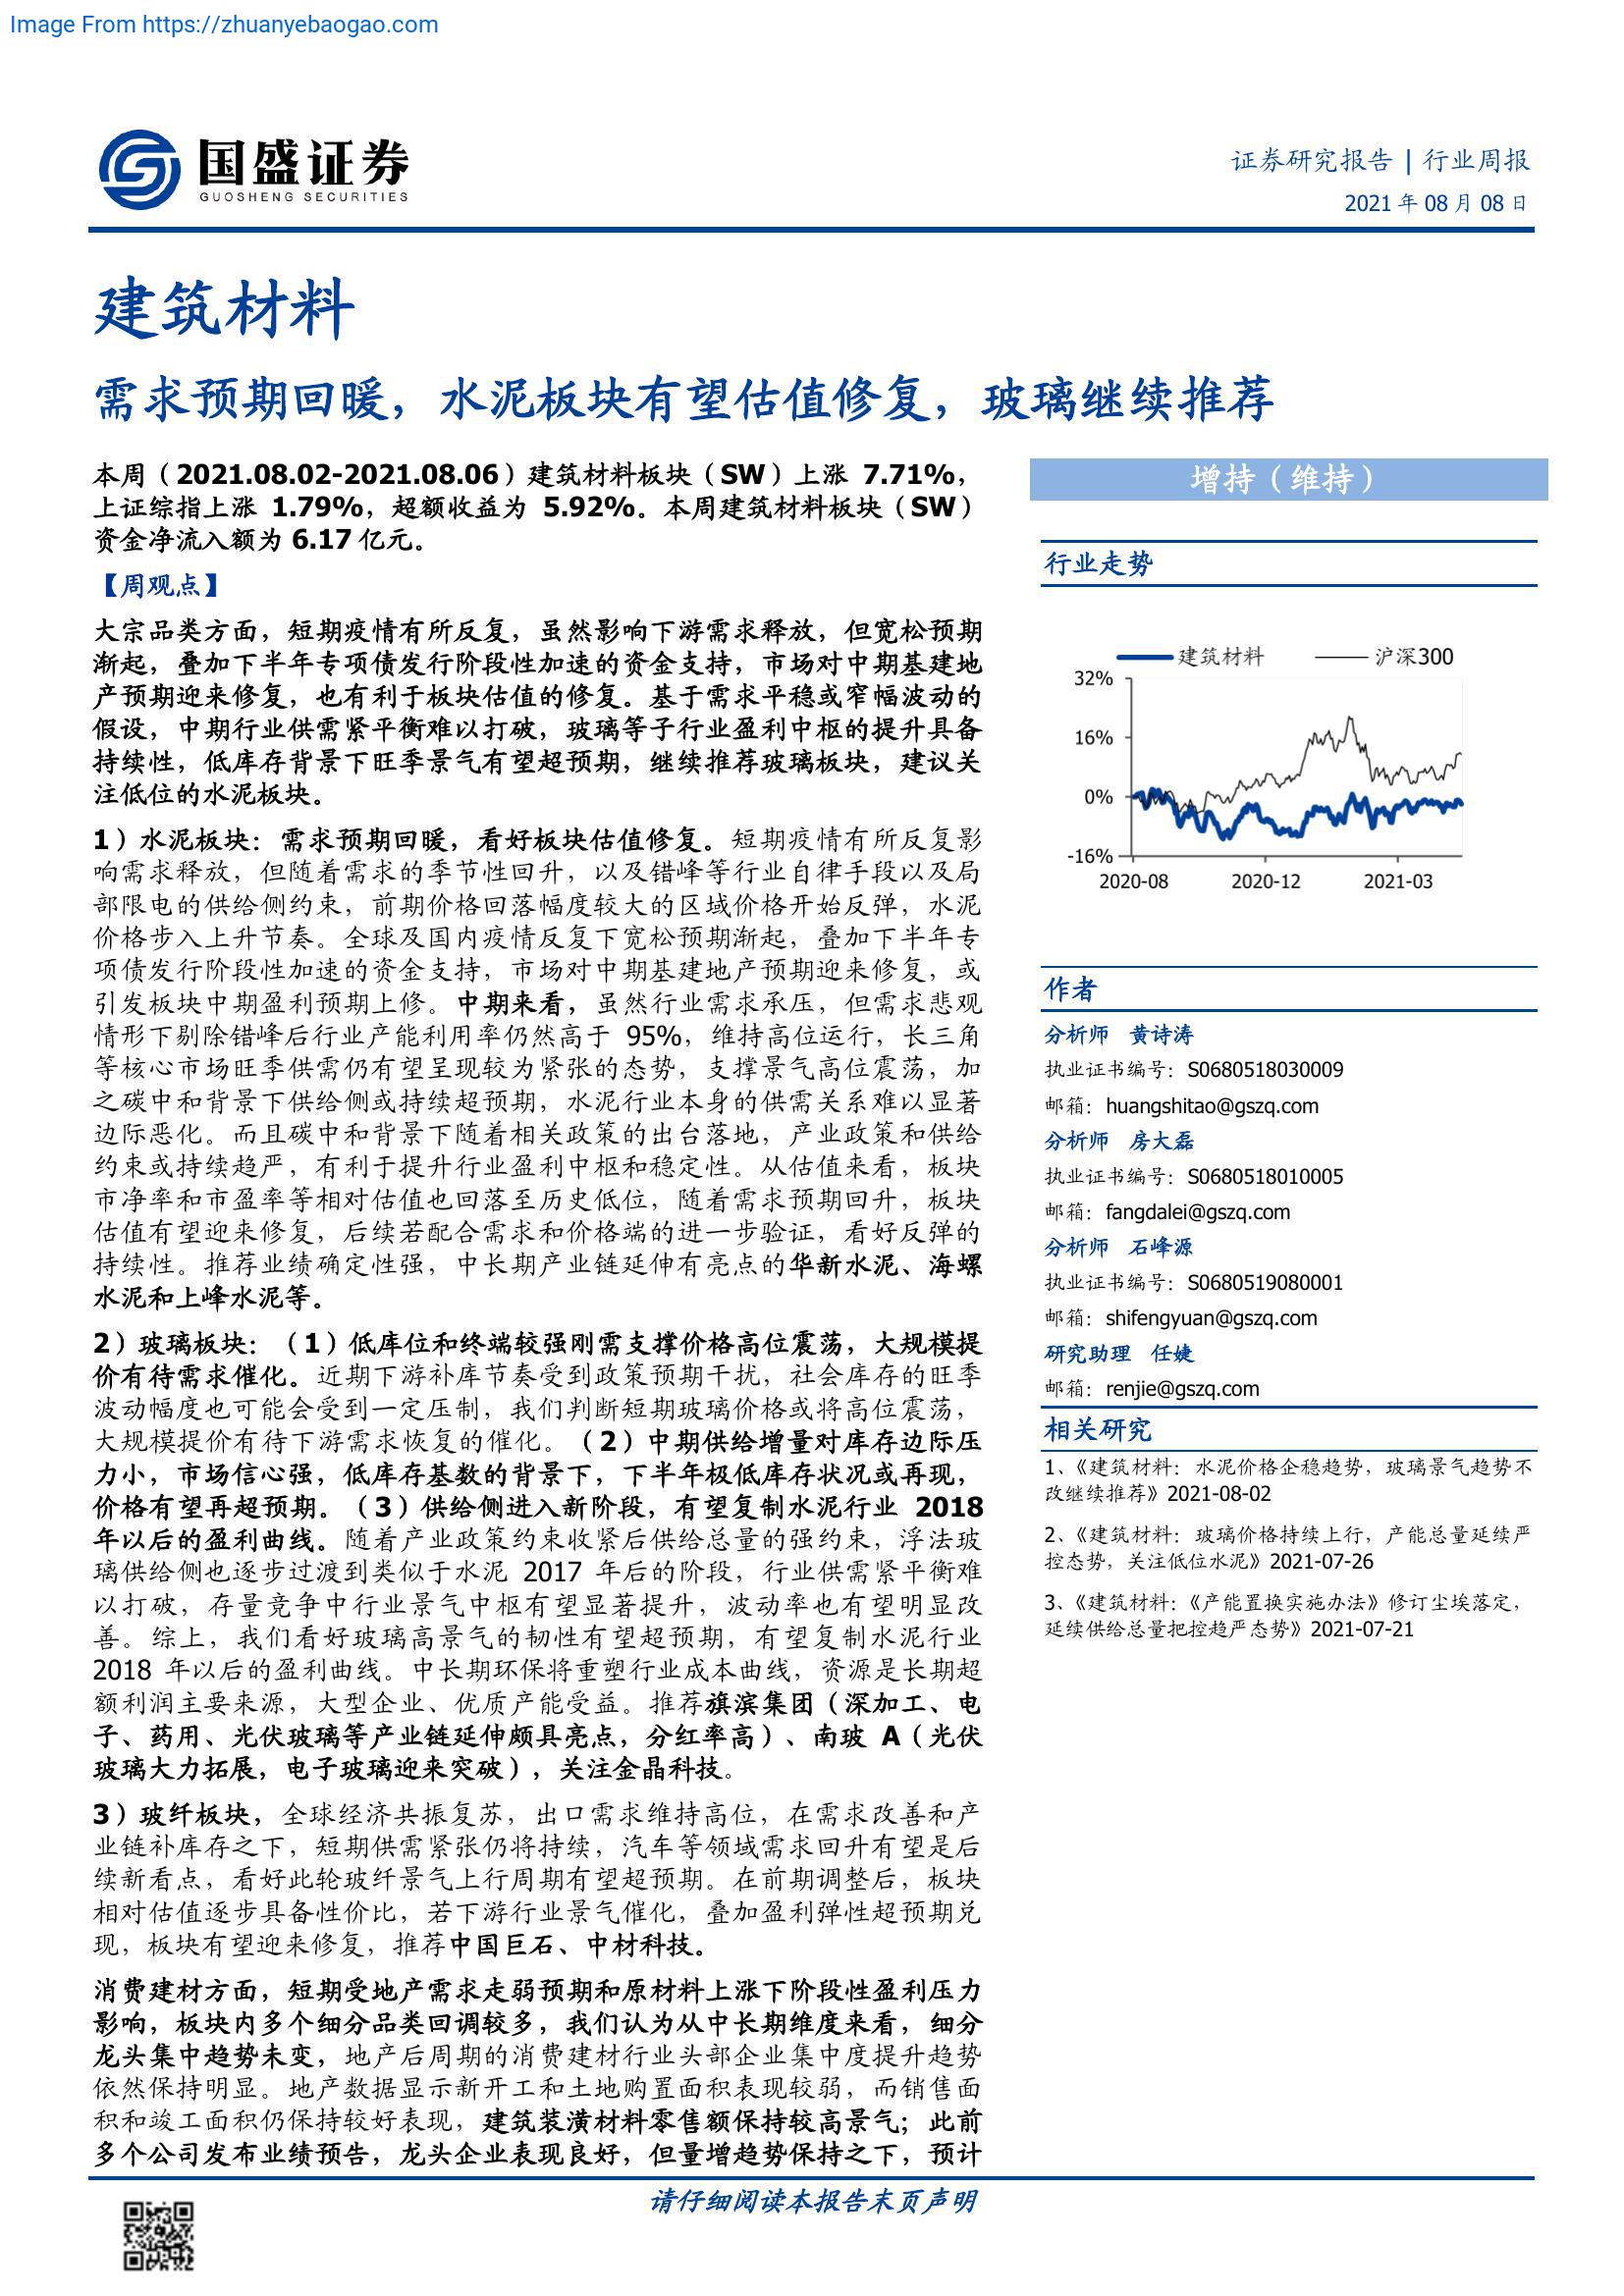 Image From https://zhuanyebaogao.com
国盛证券
GUOSHENG SECURITIES
证券研究报告 | 行业周报
2021 年 08 月 08 日
建筑材料
需求预期回暖，水泥板块有望估值修复，玻璃继续推荐
本周（2021.08.02-2021.08.06）建筑材料板块（SW）上涨 7.71%，
上证综指上涨 1.79%，超额收益为 5.92%。本周建筑材料板块（SW）
资金净流入额为 6.17 亿元。
【周观点】
大宗品类方面，短期疫情有所反复，虽然影响下游需求释放，但宽松预期
渐起，叠加下半年专项债发行阶段性加速的资金支持，市场对中期基建地
产预期迎来修复，也有利于板块估值的修复。基于需求平稳或窄幅波动的
假设，中期行业供需紧平衡难以打破，玻璃等子行业盈利中枢的提升具备
持续性，低库存背景下旺季景气有望超预期，继续推荐玻璃板块，建议关
注低位的水泥板块。
1）水泥板块：需求预期回暖，看好板块估值修复。短期疫情有所反复影
响需求释放，但随着需求的季节性回升，以及错峰等行业自律手段以及局
部限电的供给侧约束，前期价格回落幅度较大的区域价格开始反弹，水泥
价格步入上升节奏。全球及国内疫情反复下宽松预期渐起，叠加下半年专
项债发行阶段性加速的资金支持，市场对中期基建地产预期迎来修复，或
引发板块中期盈利预期上修。中期来看，虽然行业需求承压，但需求悲观
情形下剔除错峰后行业产能利用率仍然高于 95%，维持高位运行，长三角
等核心市场旺季供需仍有望呈现较为紧张的态势，支撑景气高位震荡，加
之碳中和背景下供给侧或持续超预期，水泥行业本身的供需关系难以显著
边际恶化。而且碳中和背景下随着相关政策的出台落地，产业政策和供给
约束或持续趋严，有利于提升行业盈利中枢和稳定性。从估值来看，板块
市净率和市盈率等相对估值也回落至历史低位，随着需求预期回升，板块
估值有望迎来修复，后续若配合需求和价格端的进一步验证，看好反弹的
持续性。推荐业绩确定性强，中长期产业链延伸有亮点的华新水泥、海螺
水泥和上峰水泥等。
2）玻璃板块：（1）低库位和终端较强刚需支撑价格高位震荡，大规模提
价有待需求催化。近期下游补库节奏受到政策预期干扰，社会库存的旺季
波动幅度也可能会受到一定压制，我们判断短期玻璃价格或将高位震荡，
大规模提价有待下游需求恢复的催化。（2）中期供给增量对库存边际压
力小，市场信心强，低库存基数的背景下，下半年极低库存状况或再现，
价格有望再超预期。（3）供给侧进入新阶段，有望复制水泥行业 2018
年以后的盈利曲线。随着产业政策约束收紧后供给总量的强约束，浮法玻
璃供给侧也逐步过渡到类似于水泥 2017 年后的阶段，行业供需紧平衡难
以打破，存量竞争中行业景气中枢有望显著提升，波动率也有望明显改
善。综上，我们看好玻璃高景气的韧性有望超预期，有望复制水泥行业
2018 年以后的盈利曲线。中长期环保将重塑行业成本曲线，资源是长期超
额利润主要来源，大型企业、优质产能受益。推荐旗滨集团（深加工、电
子、药用、光伏玻璃等产业链延伸颇具亮点，分红率高）、南玻 A（光伏
玻璃大力拓展，电子玻璃迎来突破），关注金晶科技。
3）玻纤板块，全球经济共振复苏，出口需求维持高位，在需求改善和产
业链补库存之下，短期供需紧张仍将持续，汽车等领域需求回升有望是后
续新看点，看好此轮玻纤景气上行周期有望超预期。在前期调整后，板块
相对估值逐步具备性价比，若下游行业景气催化，叠加盈利弹性超预期兑
现，板块有望迎来修复，推荐中国巨石、中材科技。
消费建材方面，短期受地产需求走弱预期和原材料上涨下阶段性盈利压力
影响，板块内多个细分品类回调较多，我们认为从中长期维度来看，细分
龙头集中趋势未变，地产后周期的消费建材行业头部企业集中度提升趋势
依然保持明显。地产数据显示新开工和土地购置面积表现较弱，而销售面
积和竣工面积仍保持较好表现，建筑装潢材料零售额保持较高景气；此前
多个公司发布业绩预告，龙头企业表现良好，但量增趋势保持之下，预计
增持（维持）
行业走势
建筑材料 沪深300
32%
16%
0%
-16%
2020-08 2020-12 2021-03
作者
分析师 黄诗涛
执业证书编号：S0680518030009
邮箱：huangshitao@gszq.com
分析师 房大磊
执业证书编号：S0680518010005
邮箱：fangdalei@gszq.com
分析师 石峰源
执业证书编号：S0680519080001
邮箱：shifengyuan@gszq.com
研究助理 任婕
邮箱：renjie@gszq.com
相关研究
1、《建筑材料：水泥价格企稳趋势，玻璃景气趋势不
改继续推荐》2021-08-02
2、《建筑材料：玻璃价格持续上行，产能总量延续严
控态势，关注低位水泥》2021-07-26
3、《建筑材料：《产能置换实施办法》修订尘埃落定，
延续供给总量把控趋严态势》2021-07-21
请仔细阅读本报告末页声明